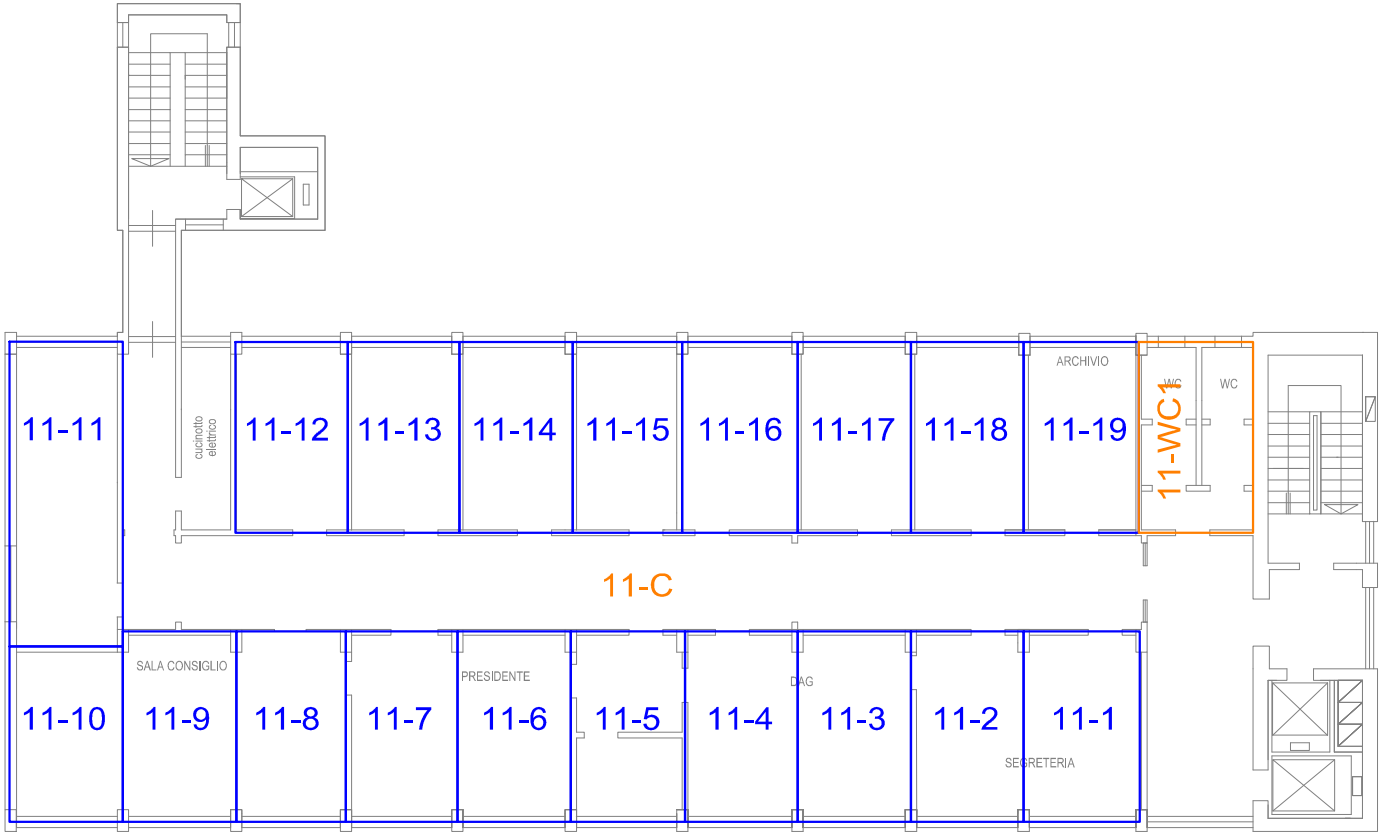 ARCHIVIO
WC
WC
cucinotto
elettrico
11-11
11-12
11-13
11-14
11-15
11-16
11-17
11-18
11-19
11-WC1
11-C
SALA CONSIGLIO
PRESIDENTE
DAG
11-10
11-9
11-8
11-7
11-6
11-5
11-4
11-3
11-2
11-1
SEGRETERIA